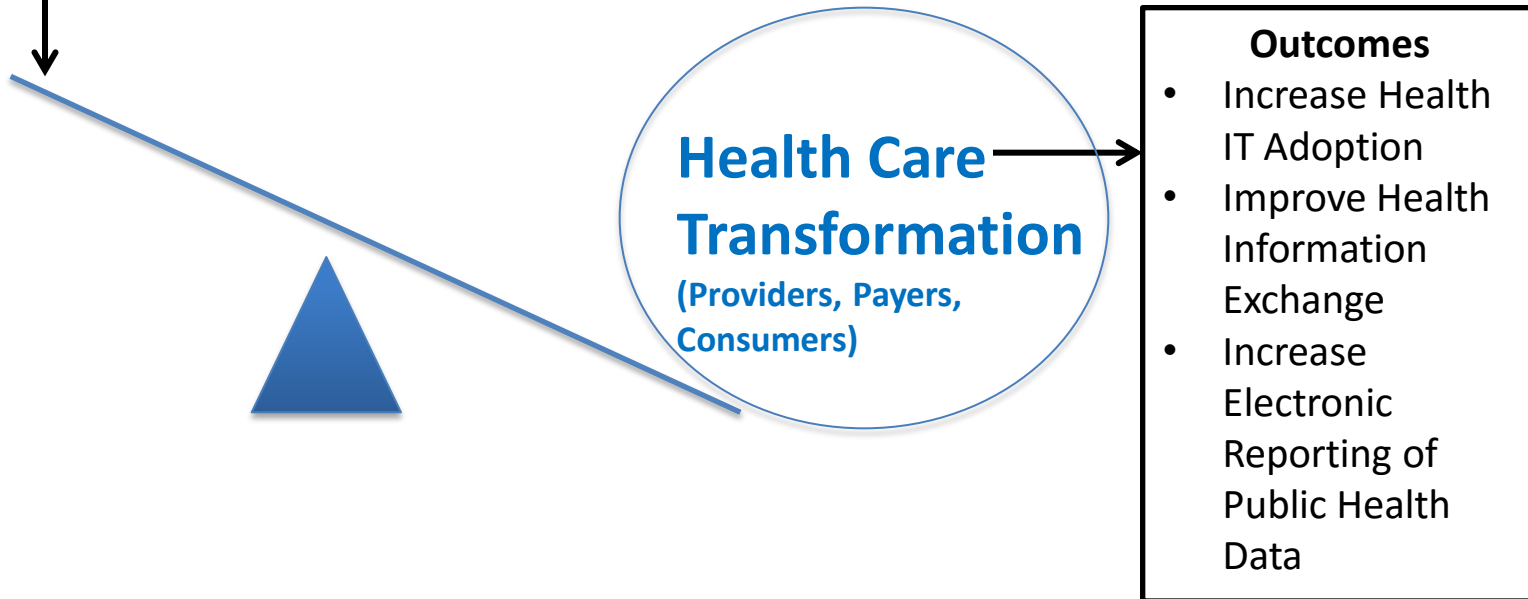 Health Care
Transformation
(Providers, Payers,
Consumers)
Outcomes
• Increase Health
IT Adoption
• Improve Health
Information
Exchange
• Increase
Electronic
Reporting of
Public Health
Data